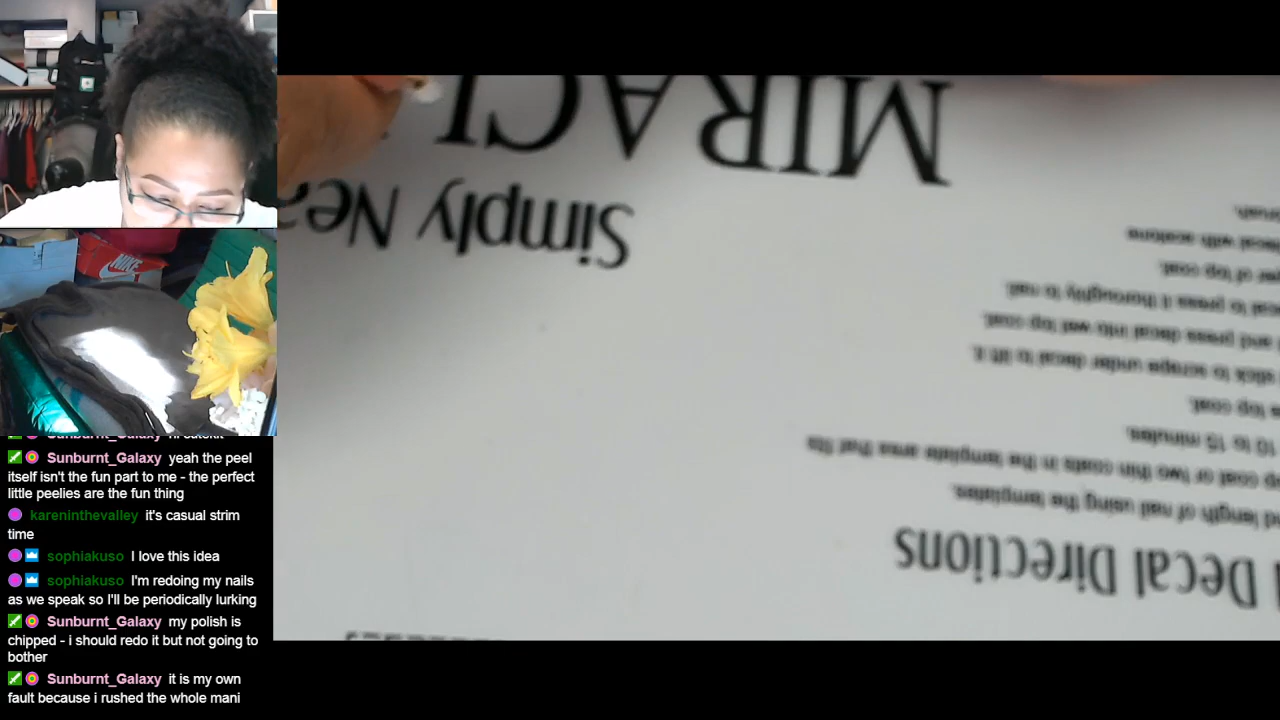 NIKE
Sunburnt_Galaxy yeah the peel
itself isn't the fun part to me - the perfect
little peelies are the fun thing
kareninthevalley it's casual strim
time
sophiakuso I love this idea
sophiakuso I'm redoing my nails
as we speak so I'll be periodically lurking
Sunburnt_Galaxy my polish is
chipped - i should redo it but not going to
bother
Sunburnt_Galaxy it is my own
fault because i rushed the whole mani
Decal Directions
length of nail using the templates.
coat or two thin coats in the template area that fits
10 to 15 minutes.
top coat.
stick to scrape under decal to lift it
and press decal into wet top coat.
to press it thoroughly to nail.
of top coat.
decal with acetone
Simply
MIRACL